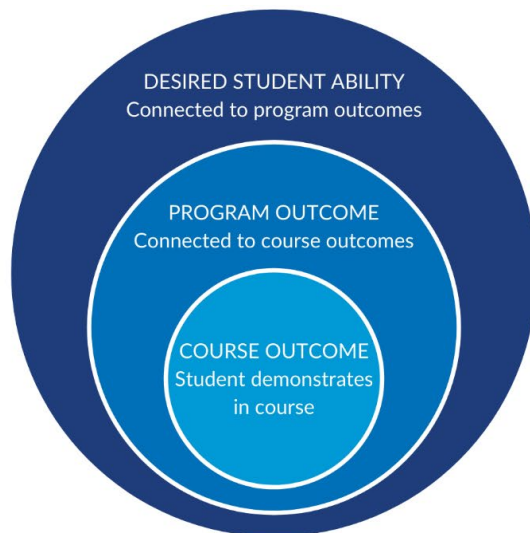 DESIRED STUDENT ABILITY
Connected to program outcomes
PROGRAM OUTCOME
Connected to course outcomes
COURSE OUTCOME
Student demonstrates
in course